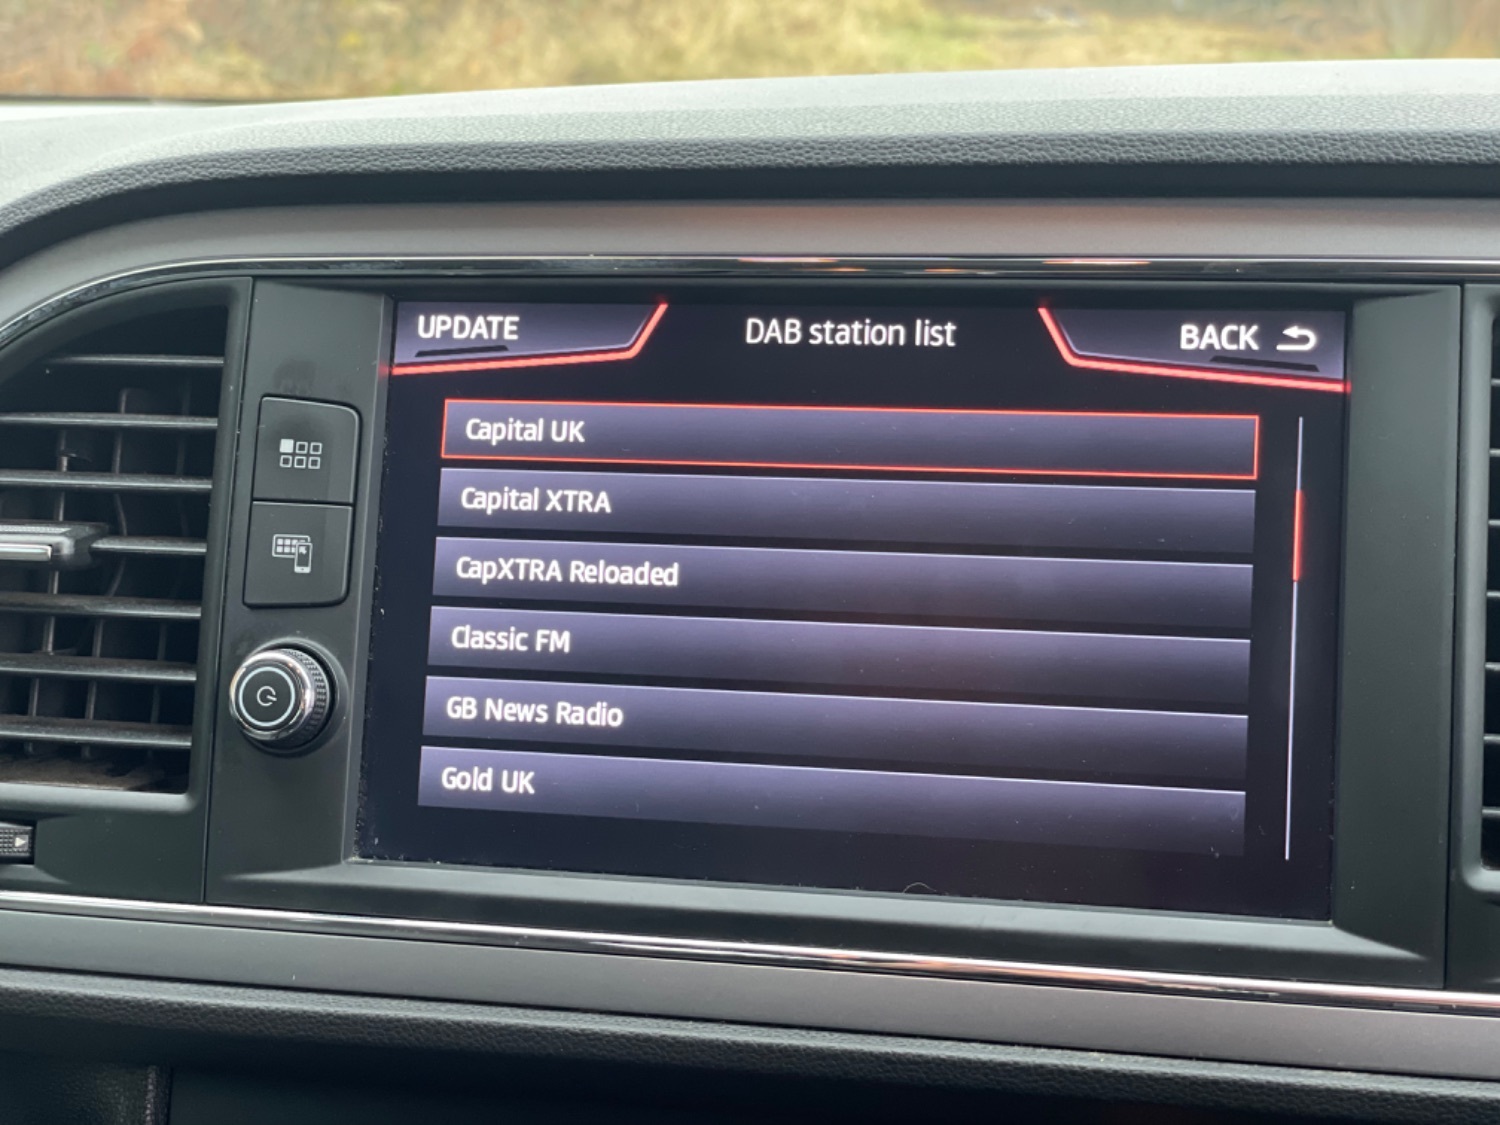 UPDATE
DAB station list
BACK
Capital UK
Capital XTRA
CapXTRA Reloaded
Classic FM
GB News Radio
Gold UK